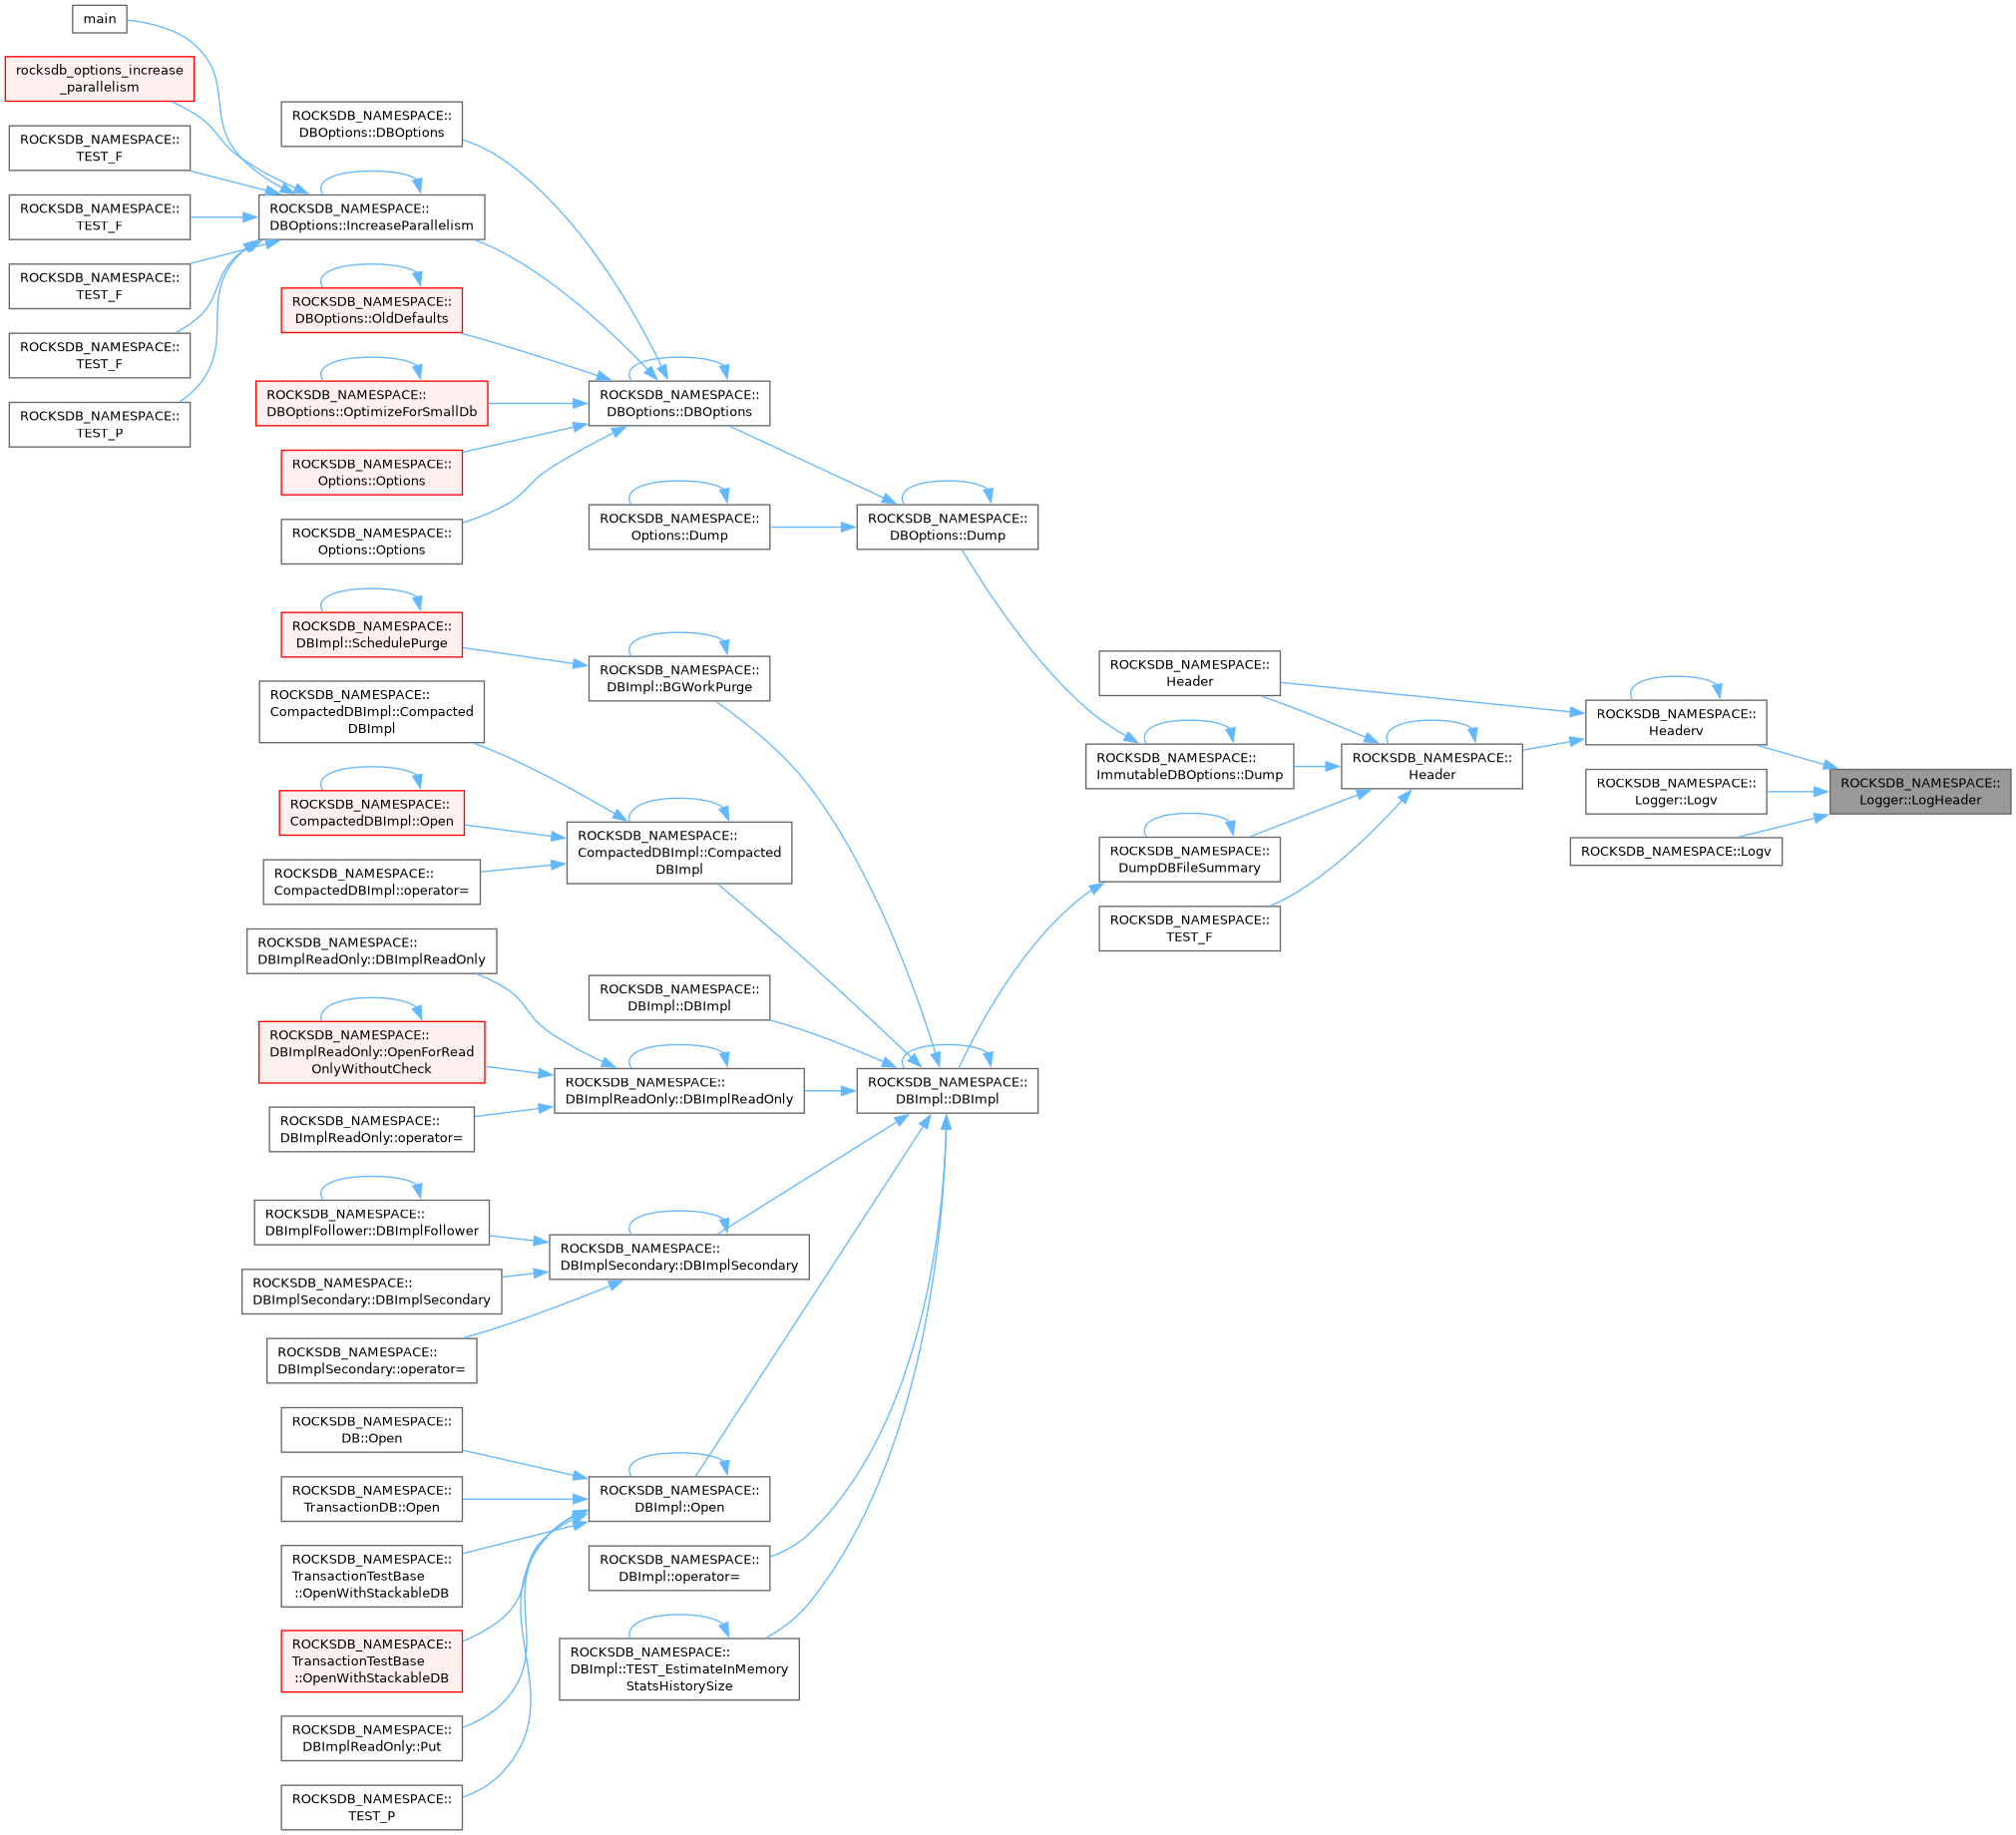 main
rocksdb_options_increase
_parallelism
ROCKSDB_NAMESPACE::
TEST_F
ROCKSDB_NAMESPACE::
TEST_F
ROCKSDB_NAMESPACE::
TEST_F
ROCKSDB_NAMESPACE::
TEST_F
ROCKSDB_NAMESPACE::
TEST_P
ROCKSDB_NAMESPACE::
DBOptions::DBOptions
ROCKSDB_NAMESPACE::
DBOptions::IncreaseParallelism
ROCKSDB_NAMESPACE::
DBOptions::OldDefaults
ROCKSDB_NAMESPACE::
DBOptions::OptimizeForSmallDb
ROCKSDB_NAMESPACE::
Options::Options
ROCKSDB_NAMESPACE::
Options::Options
ROCKSDB_NAMESPACE::
DBImpl::SchedulePurge
ROCKSDB_NAMESPACE::
CompactedDBImpl::Compacted
DBImpl
ROCKSDB_NAMESPACE::
CompactedDBImpl::Open
ROCKSDB_NAMESPACE::
CompactedDBImpl::operator=
ROCKSDB_NAMESPACE::
DBImplReadOnly::DBImplReadOnly
ROCKSDB_NAMESPACE::
DBImplReadOnly::OpenForRead
OnlyWithoutCheck
ROCKSDB_NAMESPACE::
DBImplReadOnly::operator=
ROCKSDB_NAMESPACE::
DBImplFollower::DBImplFollower
ROCKSDB_NAMESPACE::
DBImplSecondary::DBImplSecondary
ROCKSDB_NAMESPACE::
DBImplSecondary::operator=
ROCKSDB_NAMESPACE::
DB::Open
ROCKSDB_NAMESPACE::
TransactionDB::Open
ROCKSDB_NAMESPACE::
TransactionTestBase
::OpenWithStackableDB
ROCKSDB_NAMESPACE::
TransactionTestBase
::OpenWithStackableDB
ROCKSDB_NAMESPACE::
DBImplReadOnly::Put
ROCKSDB_NAMESPACE::
TEST_P
ROCKSDB_NAMESPACE::
DBOptions::DBOptions
ROCKSDB_NAMESPACE::
Options::Dump
ROCKSDB_NAMESPACE::
DBImpl::BGWorkPurge
ROCKSDB_NAMESPACE::
CompactedDBImpl::Compacted
DBImpl
ROCKSDB_NAMESPACE::
DBImpl::DBImpl
ROCKSDB_NAMESPACE::
DBImplReadOnly::DBImplReadOnly
ROCKSDB_NAMESPACE::
DBImplSecondary::DBImplSecondary
ROCKSDB_NAMESPACE::
DBImpl::Open
ROCKSDB_NAMESPACE::
DBImpl::operator=
ROCKSDB_NAMESPACE::
DBImpl::TEST_EstimateInMemory
StatsHistorySize
ROCKSDB_NAMESPACE::
DBOptions::Dump
ROCKSDB_NAMESPACE::
DBImpl::DBImpl
ROCKSDB_NAMESPACE::
Header
ROCKSDB_NAMESPACE::
ImmutableDBOptions::Dump
ROCKSDB_NAMESPACE::
DumpDBFileSummary
ROCKSDB_NAMESPACE::
TEST_F
ROCKSDB_NAMESPACE::
Header
ROCKSDB_NAMESPACE::
Headerv
ROCKSDB_NAMESPACE::
Logger::Logv
ROCKSDB_NAMESPACE::Logv
ROCKSDB_NAMESPACE::
Logger::LogHeader